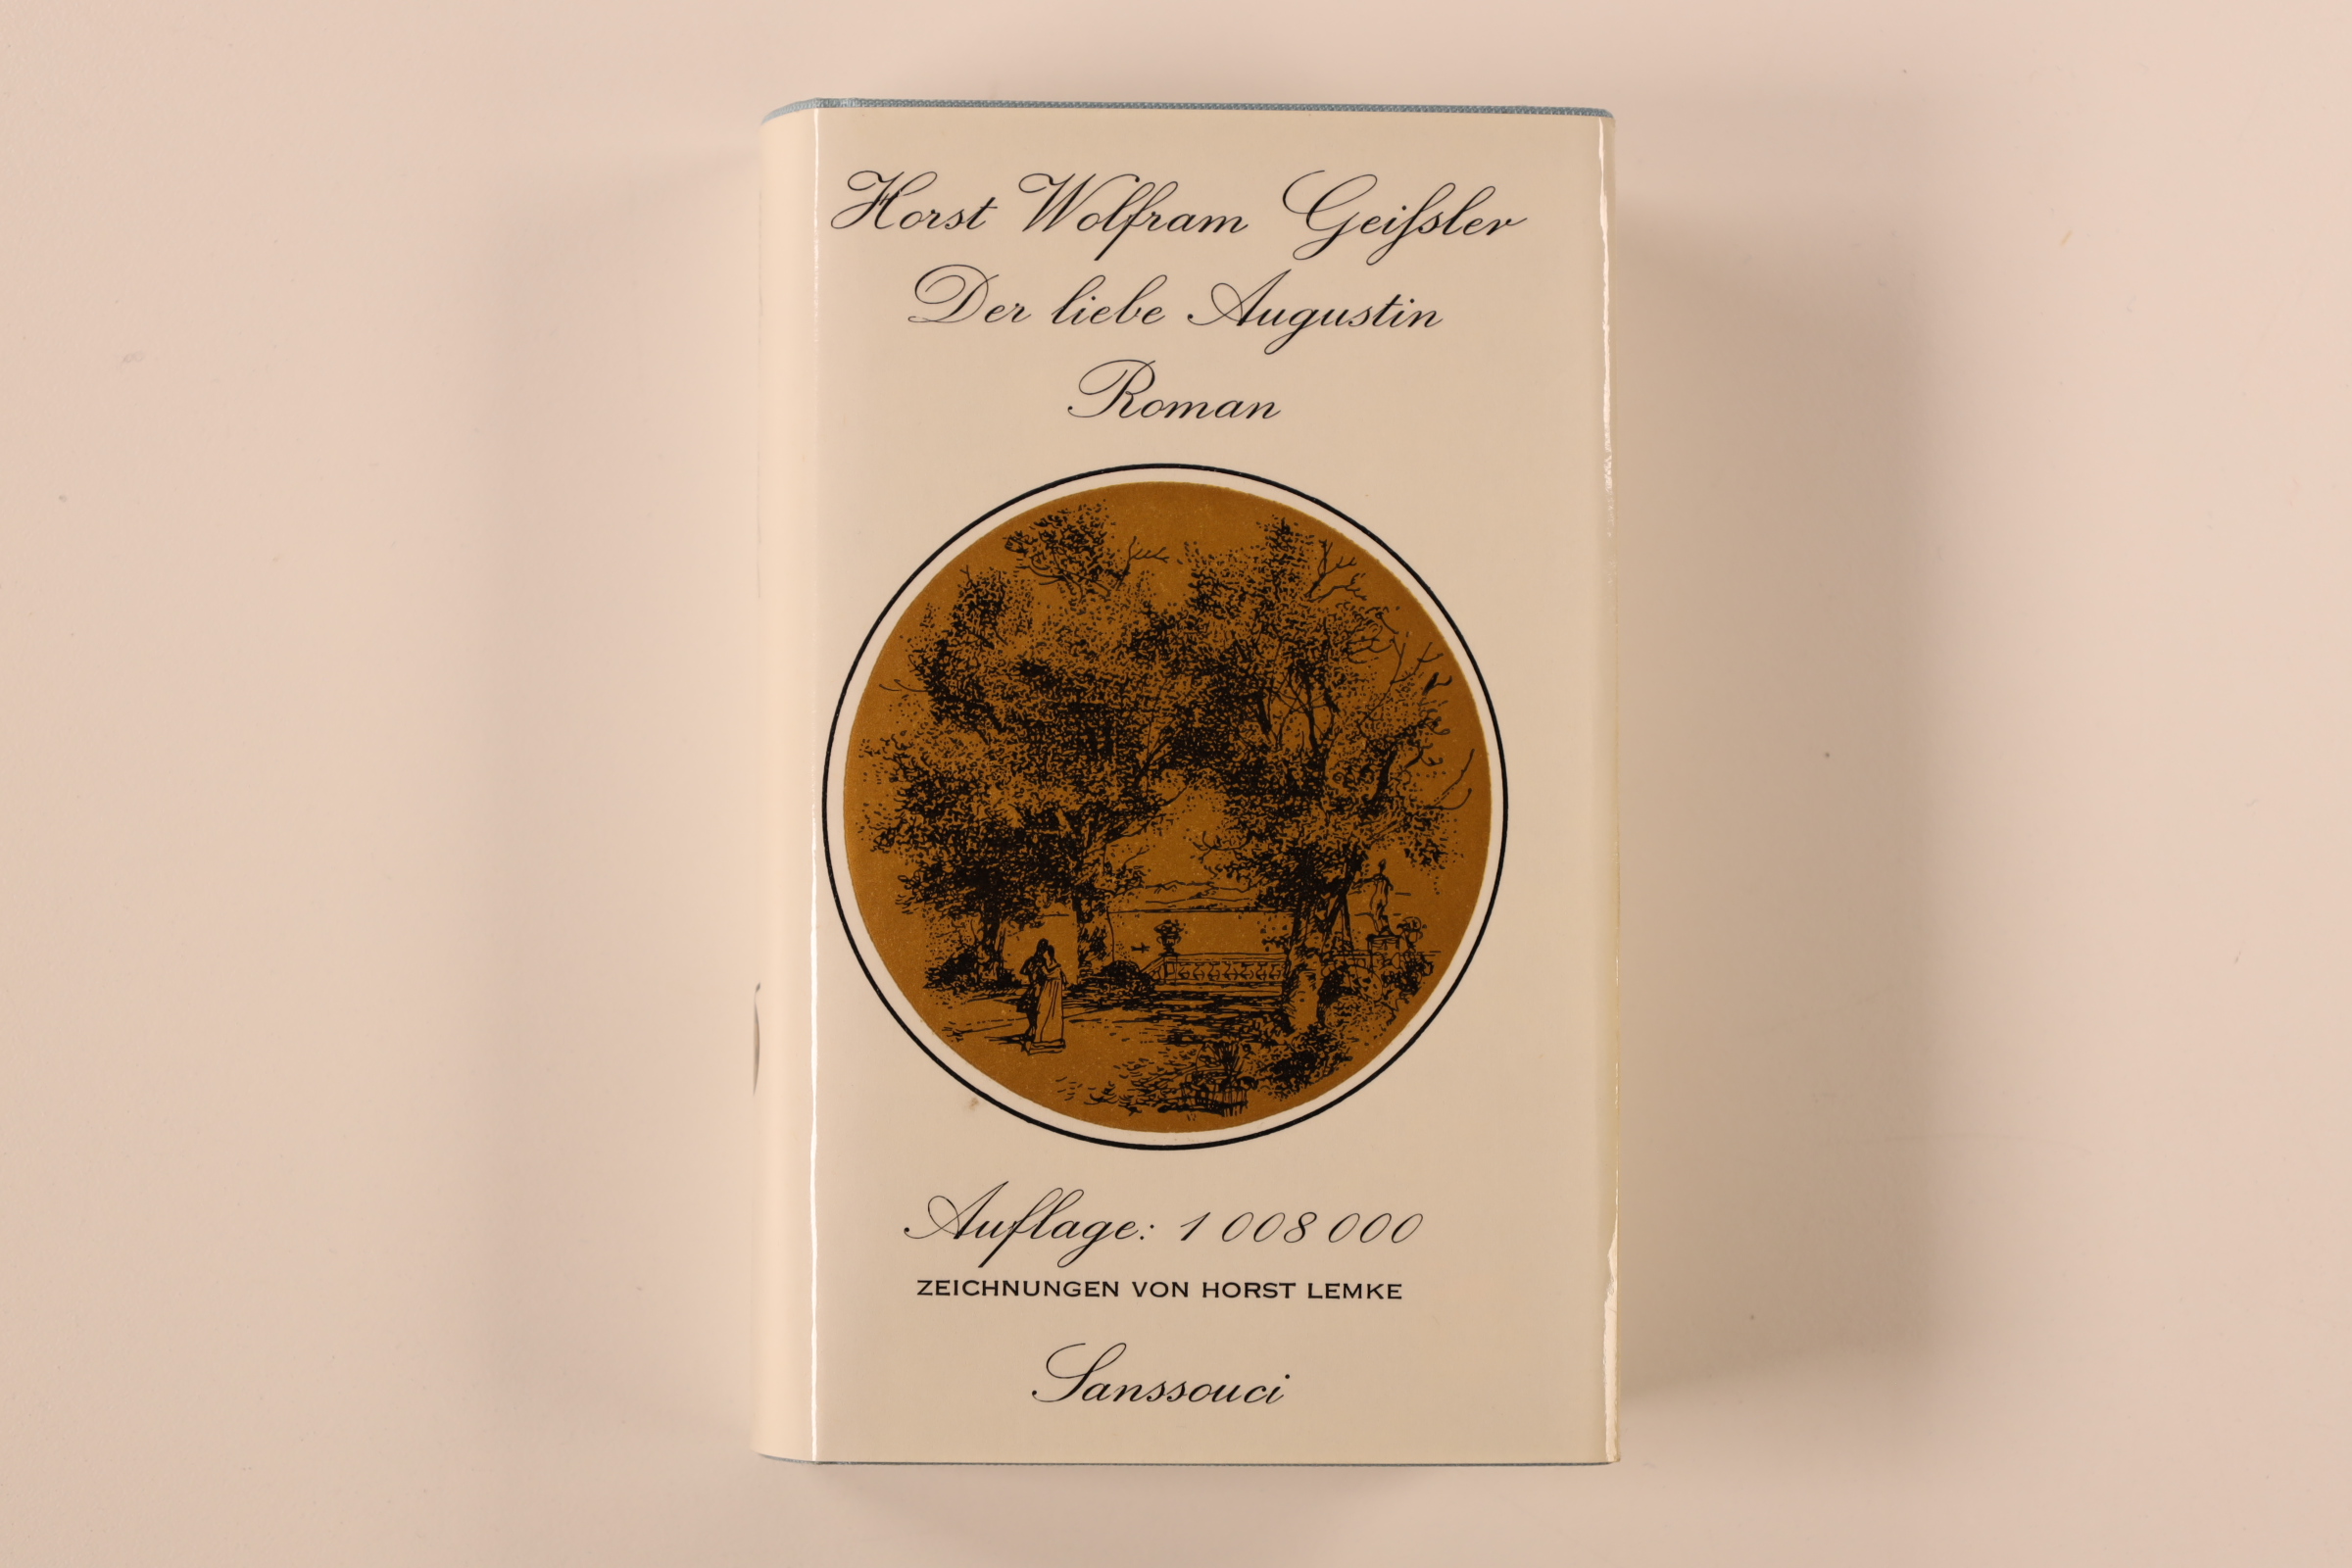 Horst Wolfram Geißler
Der liebe Augustin
Roman
Auflage: 1 008 000
ZEICHNUNGEN VON HORST LEMKE
Sanssouci